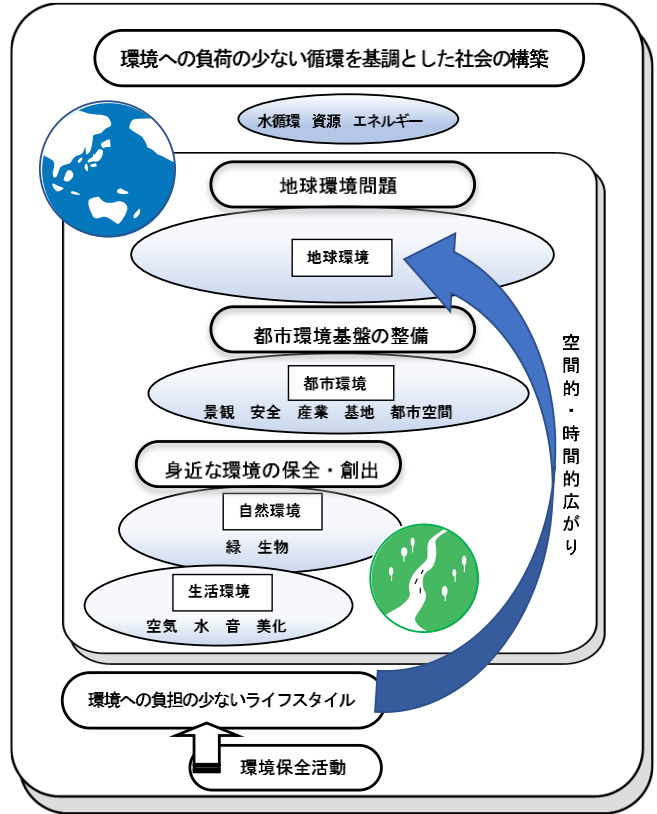 環境への負荷の少ない循環を基調とした社会の構築
水循環　資源　エネルギー
地球環境問題
地球環境
都市環境基盤の整備
都市環境
景観　安全　産業　基地　都市空間
身近な環境の保全・創出
自然環境
緑　生物
生活環境
空気　水　音　美化
空間的・時間的広がり
環境への負担の少ないライフスタイル
環境保全活動